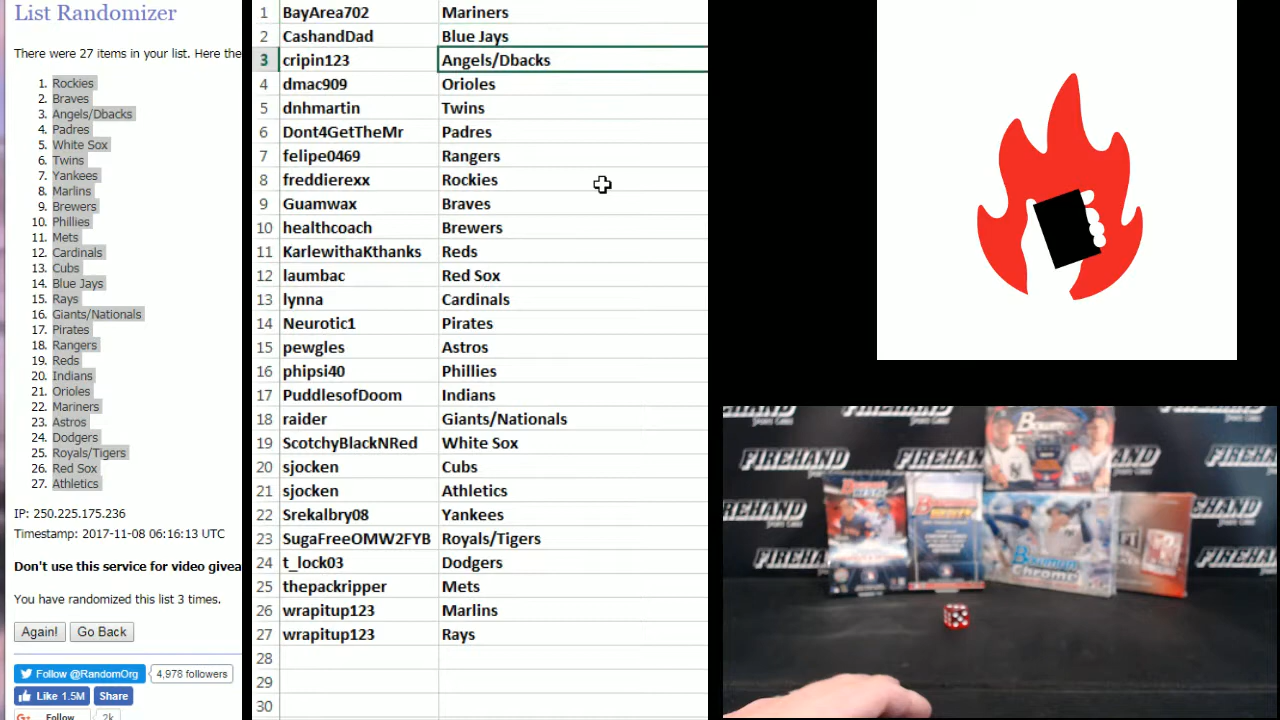 List Randomizer
There were 27 items in your list. Here the
1. Rockies
2. Braves
3. Angels/Dbacks
4. Padres
5. White Sox
6. Twins
7. Yankees
8. Marlins
9. Brewers
10. Phillies
11. Mets
12. Cardinals
13. Cubs
14. Blue Jays
15. Rays
16. Giants/Nationals
17. Pirates
18. Rangers
19. Reds
20. Indians
21. Orioles
22. Mariners
23. Astros
24. Dodgers
25. Royals/Tigers
26. Red Sox
27. Athletics
IP: 250.225.175.236
Timestamp: 2017-11-08 06:16:13 UTC
Don't use this service for video givea
You have randomized this list 3 times.
Again! Go Back
Follow @RandomOrg 4,978 followers
Like 1.5M Share
G+ Follow 2k
1 BayArea702 Mariners
2 CashandDad Blue Jays
3 cripin123 Angels/Dbacks
4 dmac909 Orioles
5 dnhmartin Twins
6 Dont4GetTheMr Padres
7 felipe0469 Rangers
8 freddierexx Rockies
9 Guamwax Braves
10 healthcoach Brewers
11 KarlewithaKthanks Reds
12 laumbac Red Sox
13 lynna Cardinals
14 Neurotic1 Pirates
15 pewgles Astros
16 phipsi40 Phillies
17 PuddlesofDoom Indians
18 raider Giants/Nationals
19 ScotchyBlackNRed White Sox
20 sjocken Cubs
21 sjocken Athletics
22 Srekalbry08 Yankees
23 SugaFreeOMW2FYB Royals/Tigers
24 t_lock03 Dodgers
25 thepackripper Mets
26 wrapitup123 Marlins
27 wrapitup123 Rays
28
29
30
FIREHAND
FIREHAND
FIREHAND
Bowman
Bowman
Bowman
Bowman
Chrome